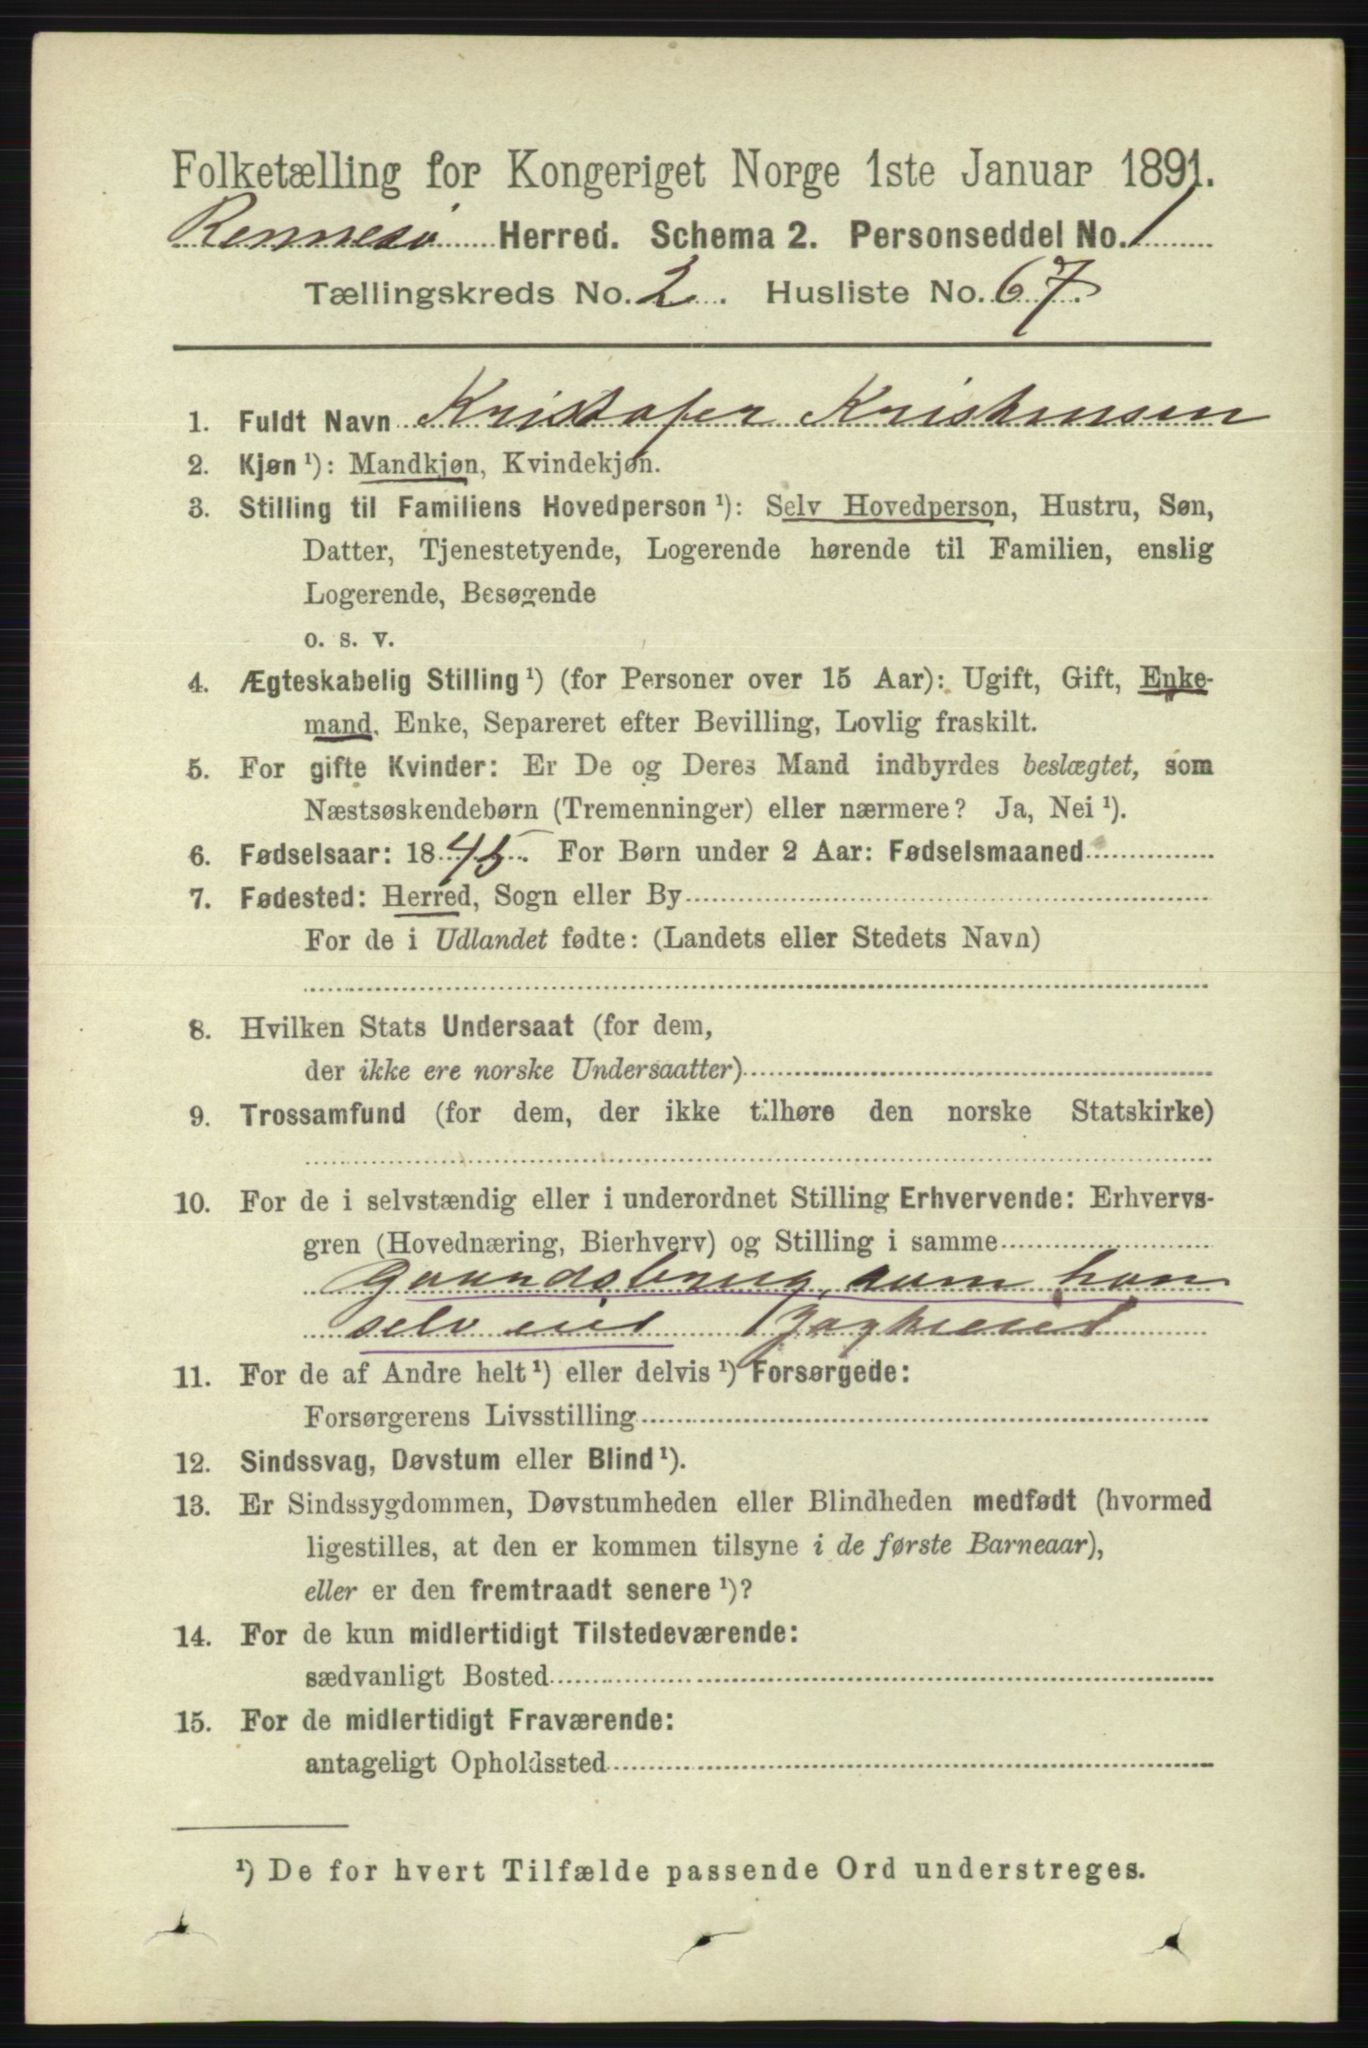 Folketælling for Kongeriget Norge 1ste Januar 1891.
Rennesø Herred. Schema 2. Personseddel No. 1
Tællingskreds No. 2. Husliste No. 67.
1. Fuldt Navn Kristofer Kristensen
2. Kjøn ¹): Mandkjøn, Kvindekjøn.
3. Stilling til Familiens Hovedperson ¹): Selv Hovedperson, Hustru, Søn,
Datter, Tjenestetyende, Logerende hørende til Familien, enslig
Logerende, Besøgende
o. s. v.
4. Ægteskabelig Stilling ¹) (for Personer over 15 Aar): Ugift, Gift, Enke-
mand, Enke, Separeret efter Bevilling, Lovlig fraskilt.
5. For gifte Kvinder: Er De og Deres Mand indbyrdes beslægtet, som
Næstsøskendebørn (Tremenninger) eller nærmere? Ja, Nei ¹).
6. Fødselsaar: 1845. For Børn under 2 Aar: Fødselsmaaned
7. Fødested: Herred, Sogn eller By
For de i Udlandet fødte: (Landets eller Stedets Navn)
8. Hvilken Stats Undersaat (for dem,
der ikke ere norske Undersaatter)
9. Trossamfund (for dem, der ikke tilhøre den norske Statskirke)
10. For de i selvstændig eller i underordnet Stilling Erhvervende: Erhvervs-
gren (Hovednæring, Bierhverv) og Stilling i samme
Gaardsbrug, som han
selv eier
11. For de af Andre helt ¹) eller delvis ¹) Forsørgede:
Forsørgerens Livsstilling
12. Sindssvag, Døvstum eller Blind ¹).
13. Er Sindssygdommen, Døvstumheden eller Blindheden medfødt (hvormed
ligestilles, at den er kommen tilsyne i de første Barneaar),
eller er den fremtraadt senere ¹)?
14. For de kun midlertidigt Tilstedeværende:
sædvanligt Bosted
15. For de midlertidigt Fraværende:
antageligt Opholdssted
¹) De for hvert Tilfælde passende Ord understreges.